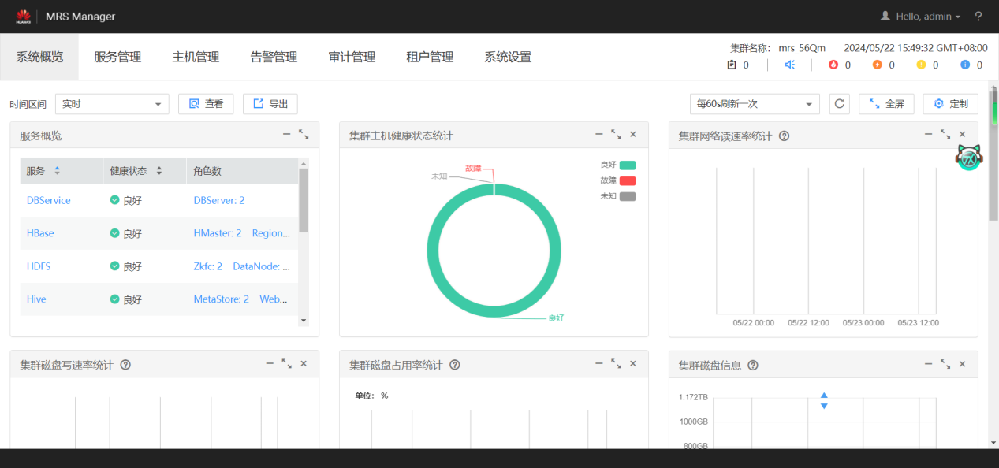 HUAWEI MRS Manager Hello, admin ?
系统概览 服务管理 主机管理 告警管理 审计管理 租户管理 系统设置
集群名称: mrs_56Qm 2024/05/22 15:49:32 GMT+08:00
0 0 0 0 0
时间区间 实时 查看 导出 每60s刷新一次 全屏 定制
服务概览
服务 健康状态 角色数
DBService 良好 DBServer: 2
HBase 良好 HMaster: 2 Region...
HDFS 良好 Zkfc: 2 DataNode: ...
Hive 良好 MetaStore: 2 Web...
集群主机健康状态统计
良好
故障
未知
故障
未知
良好
集群网络读速率统计 ?
05/22 00:00 05/22 12:00 05/23 00:00 05/23 12:00
集群磁盘写速率统计 ?
集群磁盘占用率统计 ?
单位: %
集群磁盘信息 ?
1.172TB
1000GB
800GB